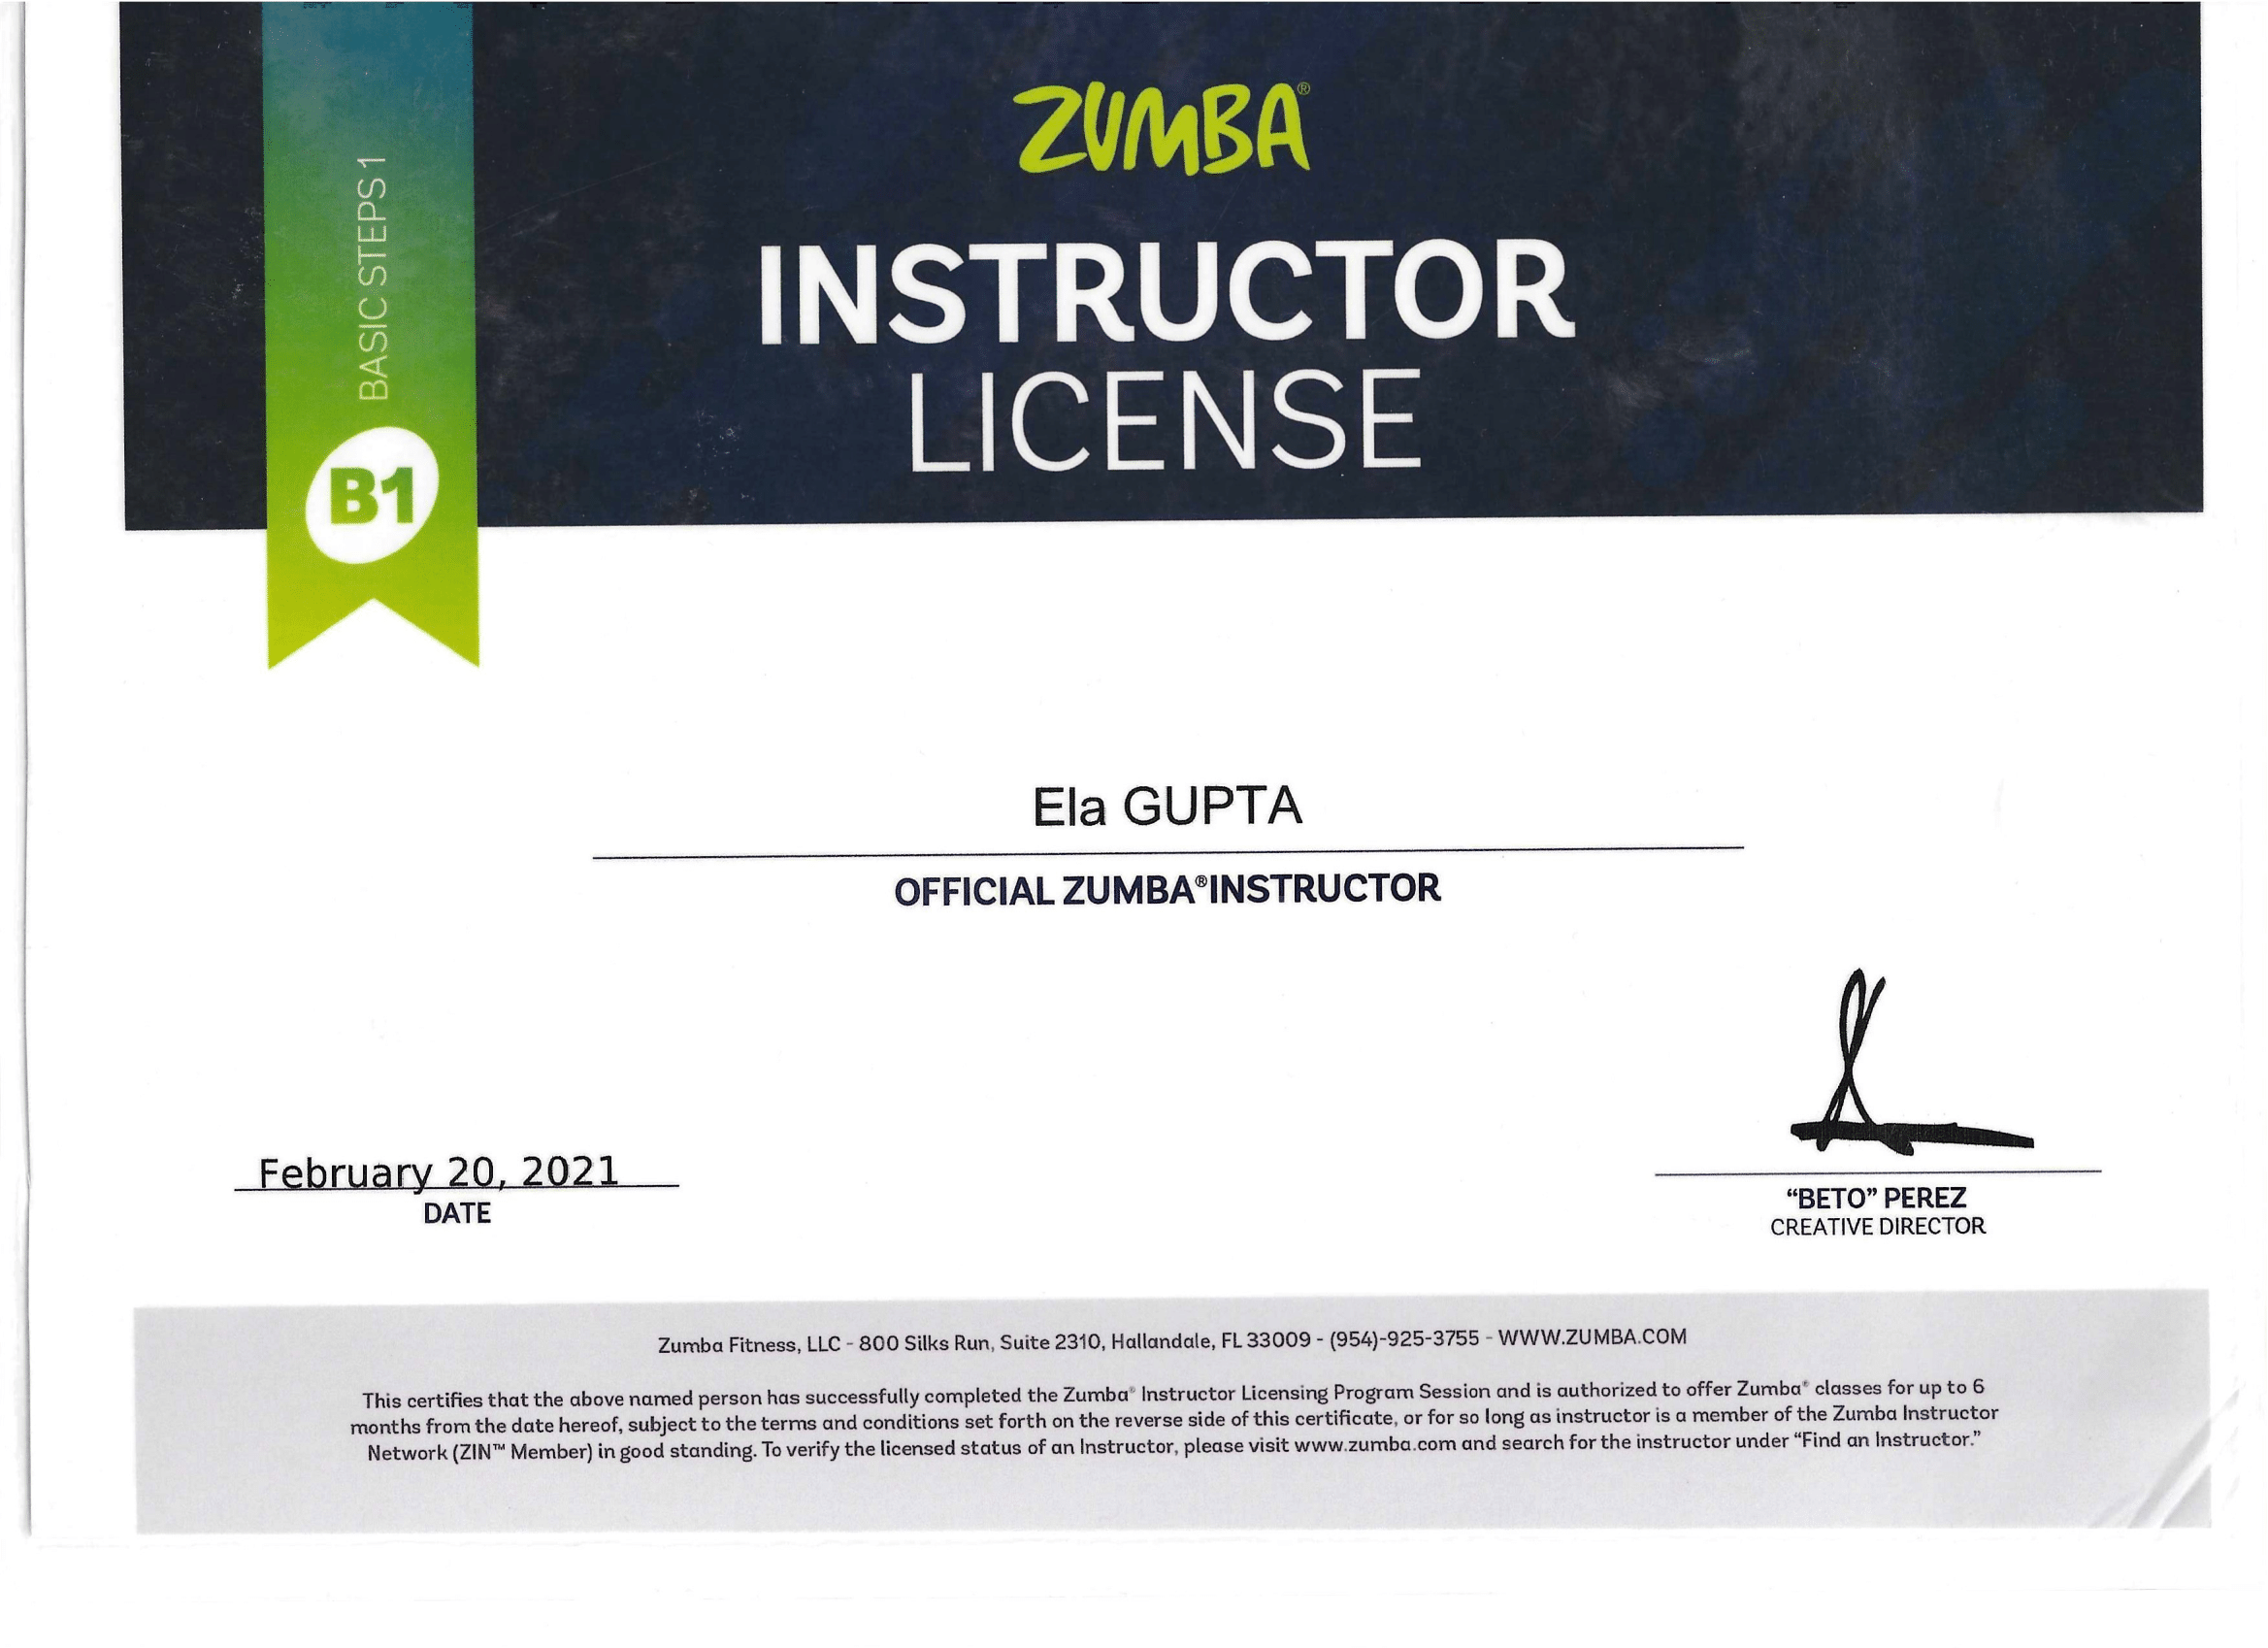 ZUMBA®
INSTRUCTOR
LICENSE
BASIC STEPS 1
B1
Ela GUPTA
OFFICIAL ZUMBA® INSTRUCTOR
February 20, 2021
DATE
“BETO” PEREZ
CREATIVE DIRECTOR
Zumba Fitness, LLC - 800 Silks Run, Suite 2310, Hallandale, FL 33009 - (954)-925-3755 - WWW.ZUMBA.COM
This certifies that the above named person has successfully completed the Zumba® Instructor Licensing Program Session and is authorized to offer Zumba® classes for up to 6
months from the date hereof, subject to the terms and conditions set forth on the reverse side of this certificate, or for so long as instructor is a member of the Zumba Instructor
Network (ZIN™ Member) in good standing. To verify the licensed status of an Instructor, please visit www.zumba.com and search for the instructor under “Find an Instructor.”